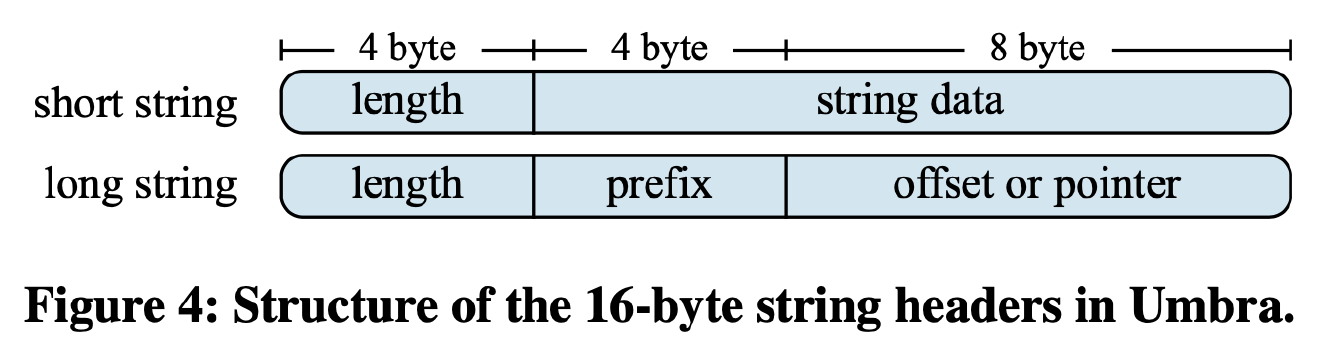 4 byte 4 byte 8 byte
short string length string data
long string length prefix offset or pointer
Figure 4: Structure of the 16-byte string headers in Umbra.